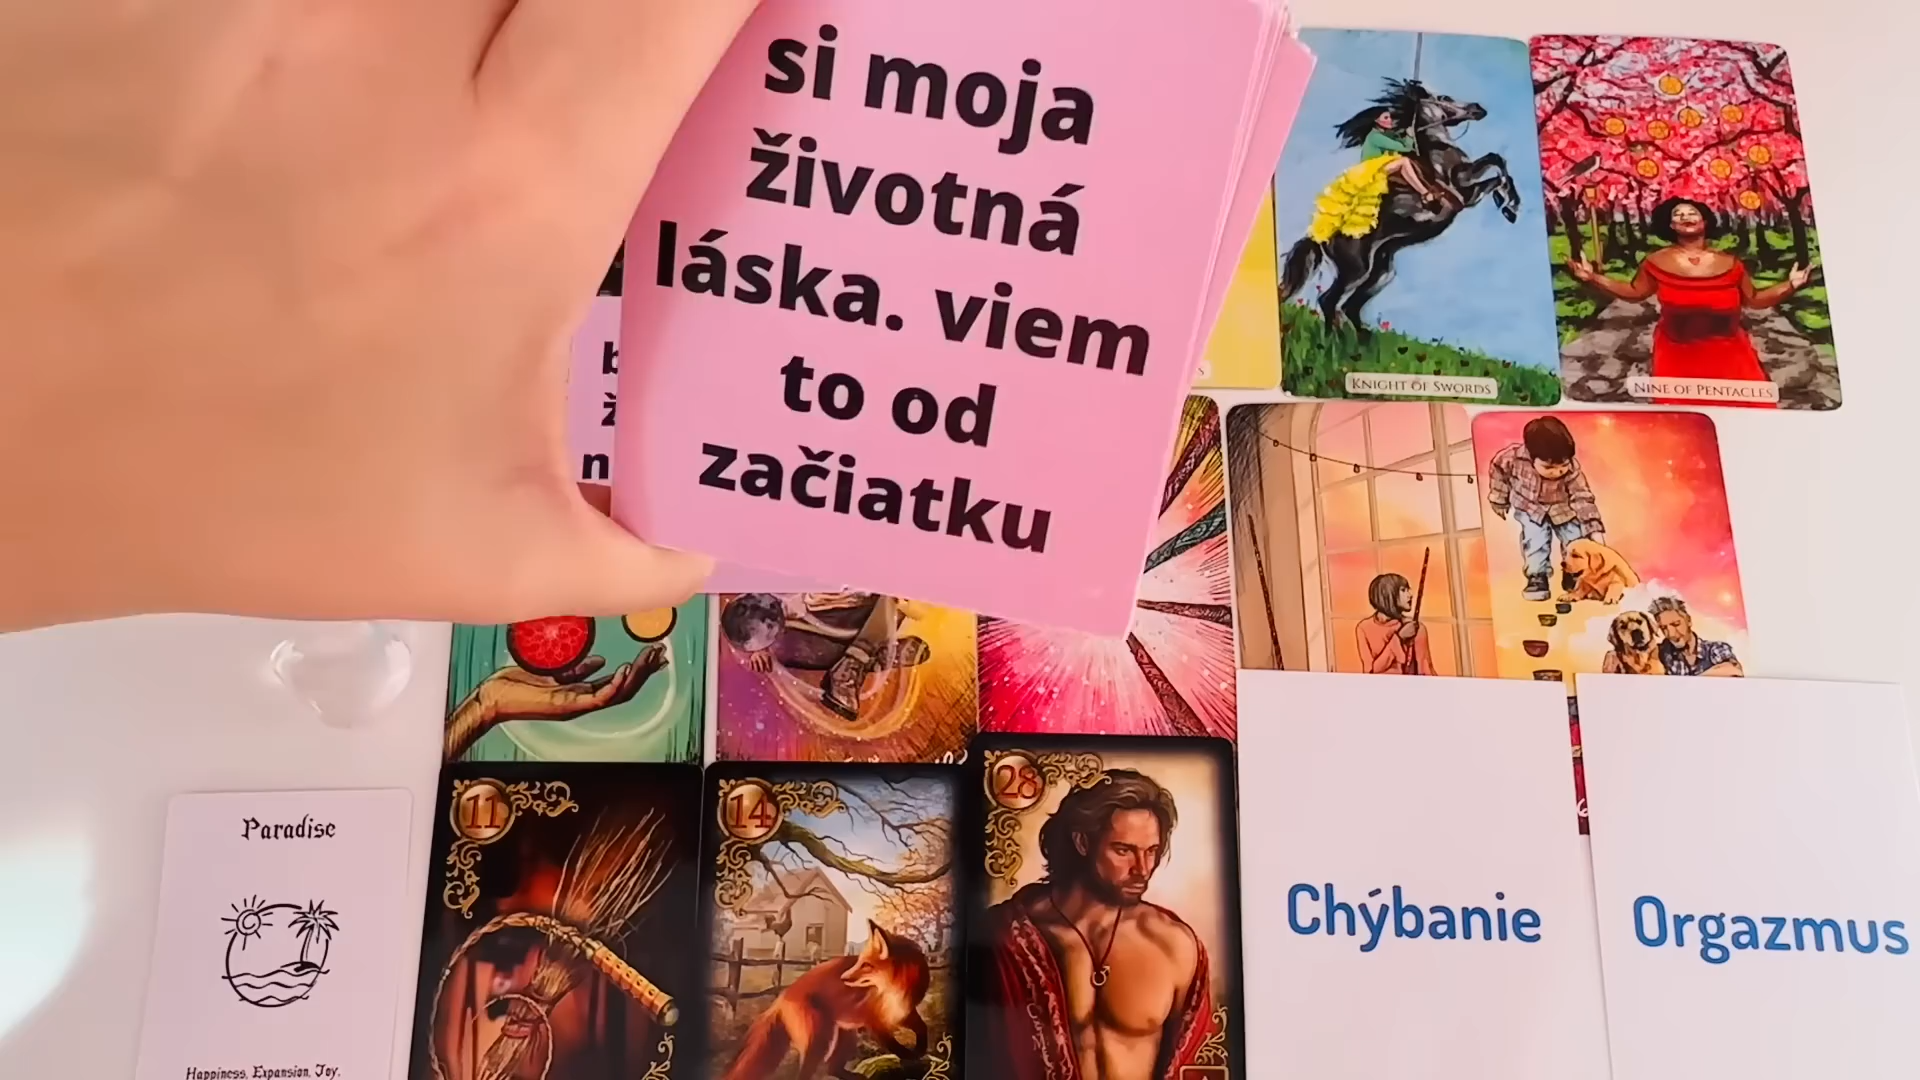 si moja
životná
láska. viem
to od
začiatku
KNIGHT OF SWORDS
NINE OF PENTACLES
11
14
28
Paradise
Happiness, Expansion, Joy,
Chýbanie
Orgazmus